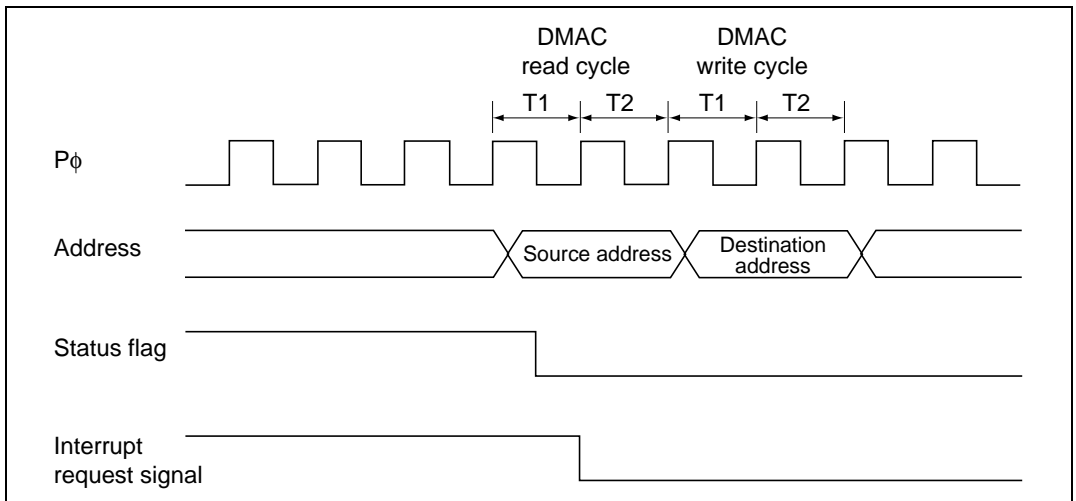 DMAC
read cycle
DMAC
write cycle
T1
T2
T1
T2
Pϕ
Address
Source address
Destination
address
Status flag
Interrupt
request signal